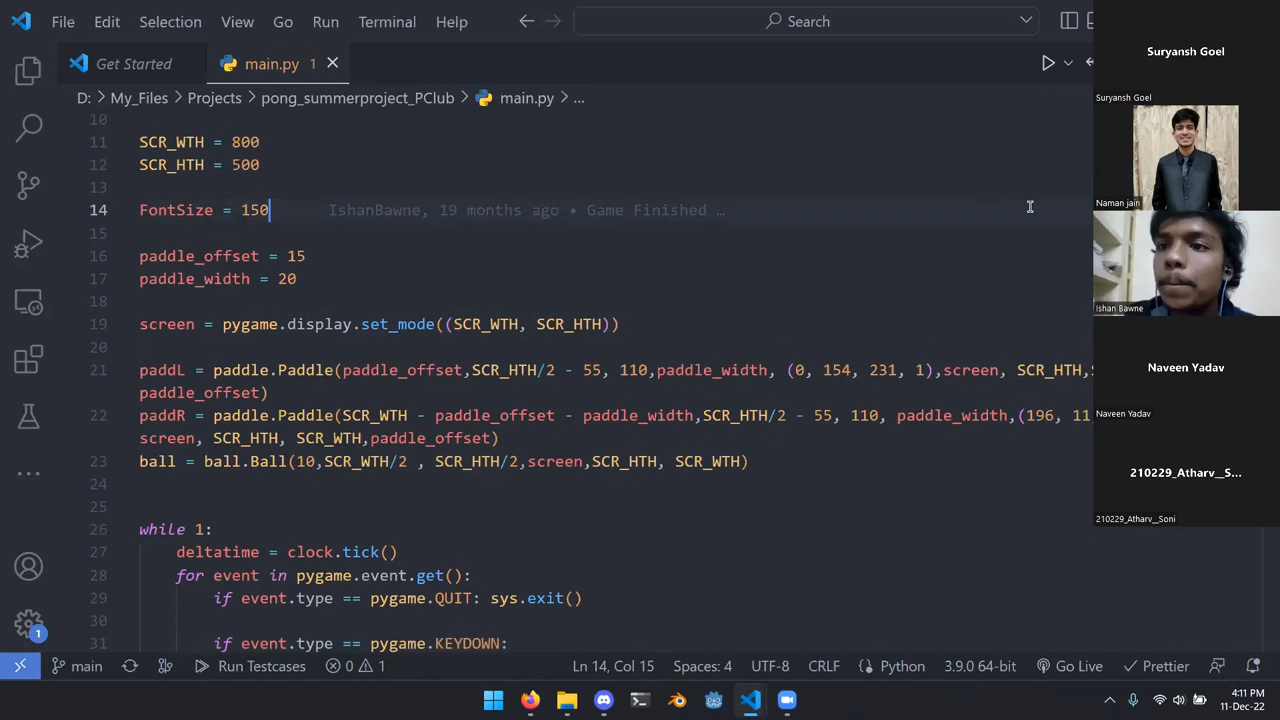 File Edit Selection View Go Run Terminal Help
Search
Get Started
main.py 1
D: > My_Files > Projects > pong_summerproject_PClub > main.py > ...
10
11 SCR_WTH = 800
12 SCR_HTH = 500
13
14 FontSize = 150 IshanBawne, 19 months ago • Game Finished …
15
16 paddle_offset = 15
17 paddle_width = 20
18
19 screen = pygame.display.set_mode((SCR_WTH, SCR_HTH))
20
21 paddL = paddle.Paddle(paddle_offset,SCR_HTH/2 - 55, 110,paddle_width, (0, 154, 231, 1),screen, SCR_HTH,
paddle_offset)
22 paddR = paddle.Paddle(SCR_WTH - paddle_offset - paddle_width,SCR_HTH/2 - 55, 110, paddle_width,(196, 11
screen, SCR_HTH, SCR_WTH,paddle_offset)
23 ball = ball.Ball(10,SCR_WTH/2 , SCR_HTH/2,screen,SCR_HTH, SCR_WTH)
24
25
26 while 1:
27 deltatime = clock.tick()
28 for event in pygame.event.get():
29 if event.type == pygame.QUIT: sys.exit()
30
31 if event.type == pygame.KEYDOWN:
Suryansh Goel
Suryansh Goel
Naman jain
Ishan Bawne
Naveen Yadav
Naveen Yadav
210229_Atharv__S...
210229_Atharv__Soni
1
main
Run Testcases
0
1
Ln 14, Col 15
Spaces: 4
UTF-8
CRLF
Python
3.9.0 64-bit
Go Live
Prettier
4:11 PM
11-Dec-22